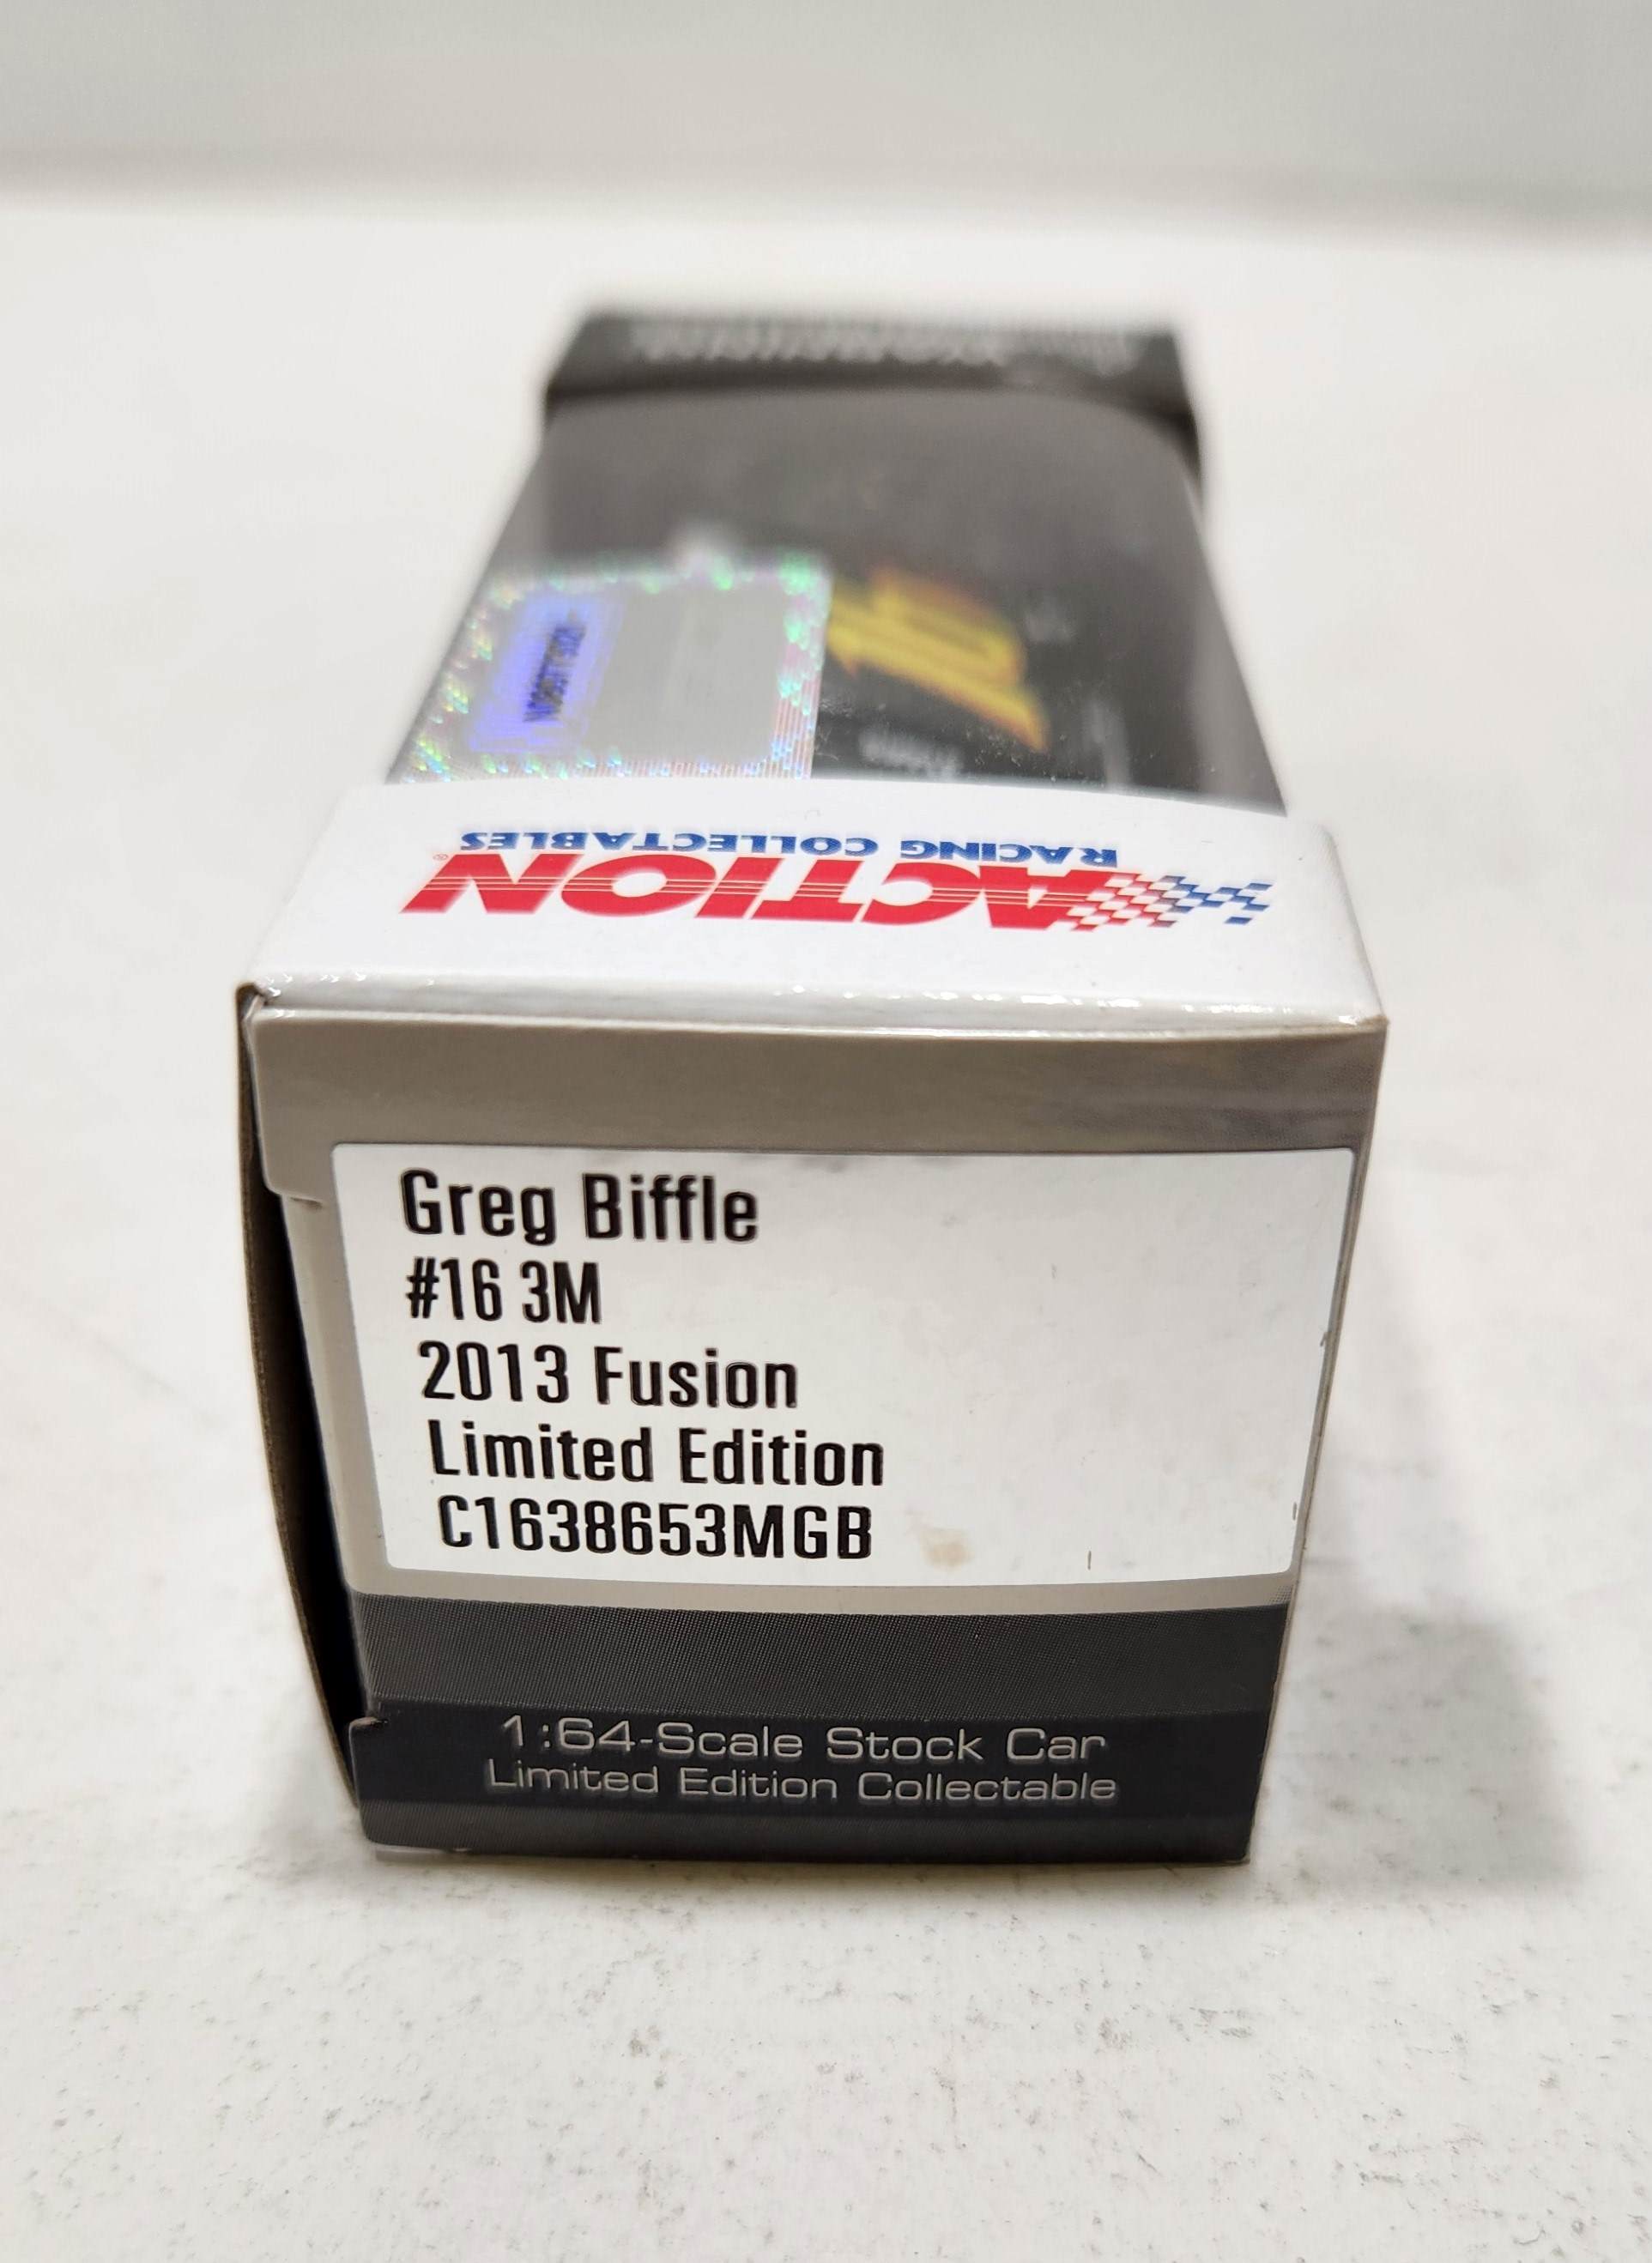 ACTION®
RACING COLLECTABLES
Greg Biffle
#16 3M
2013 Fusion
Limited Edition
C1638653MGB
1:64-Scale Stock Car
Limited Edition Collectable